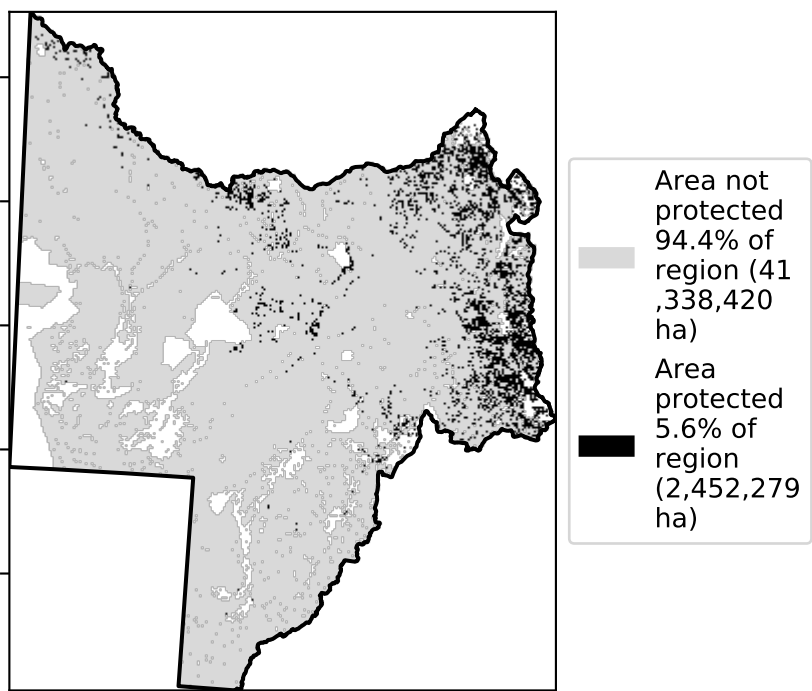 Area not
protected
94.4% of
region (41
,338,420
ha)
Area
protected
5.6% of
region
(2,452,279
ha)